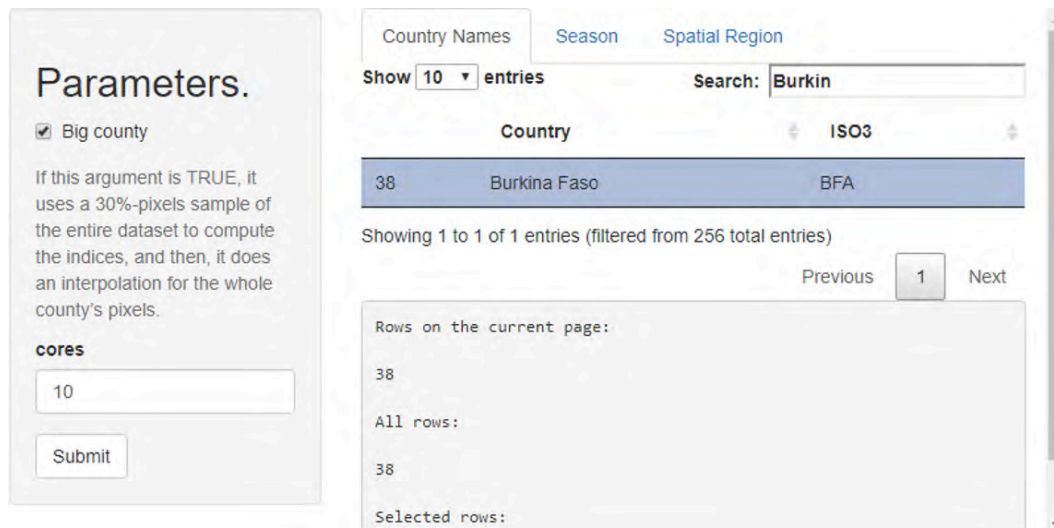 Parameters.
Big county
If this argument is TRUE, it
uses a 30%-pixels sample of
the entire dataset to compute
the indices, and then, it does
an interpolation for the whole
county's pixels.
cores
10
Submit
Country Names Season Spatial Region
Show 10 entries Search: Burkin
Country ISO3
38 Burkina Faso BFA
Showing 1 to 1 of 1 entries (filtered from 256 total entries)
Previous 1 Next
Rows on the current page:
38
All rows:
38
Selected rows: